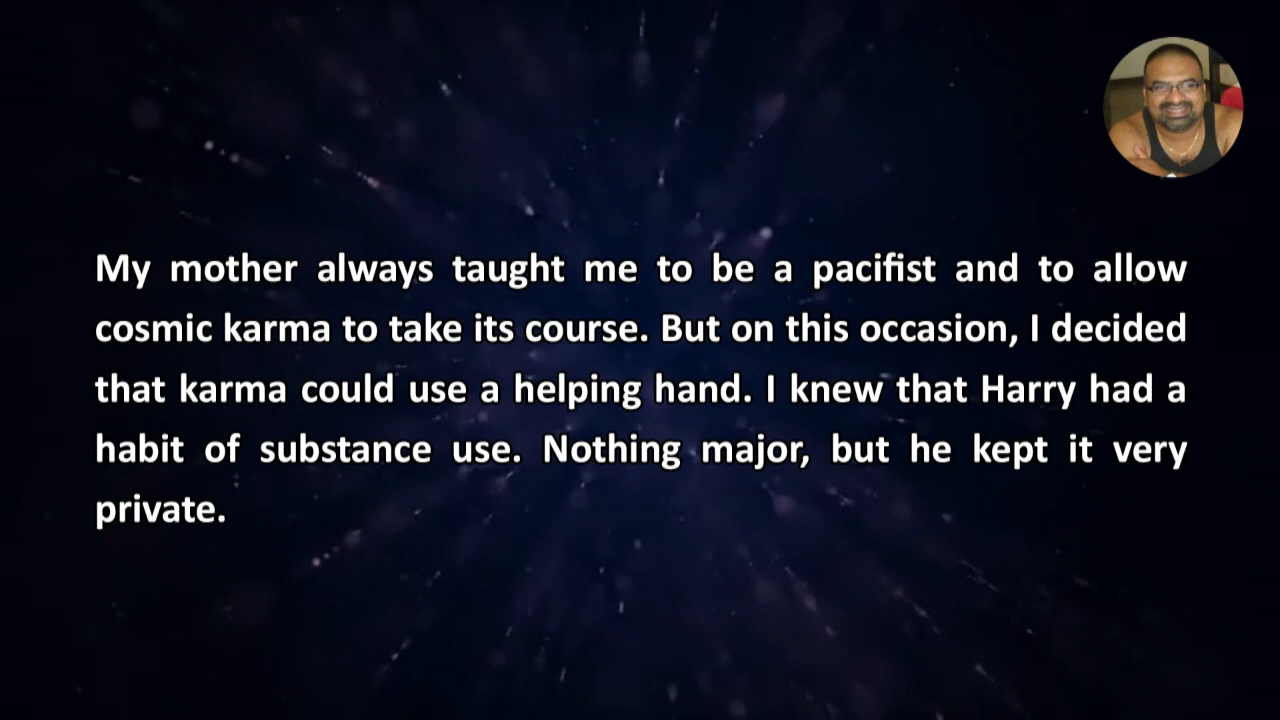 My mother always taught me to be a pacifist and to allow
cosmic karma to take its course. But on this occasion, I decided
that karma could use a helping hand. I knew that Harry had a
habit of substance use. Nothing major, but he kept it very
private.